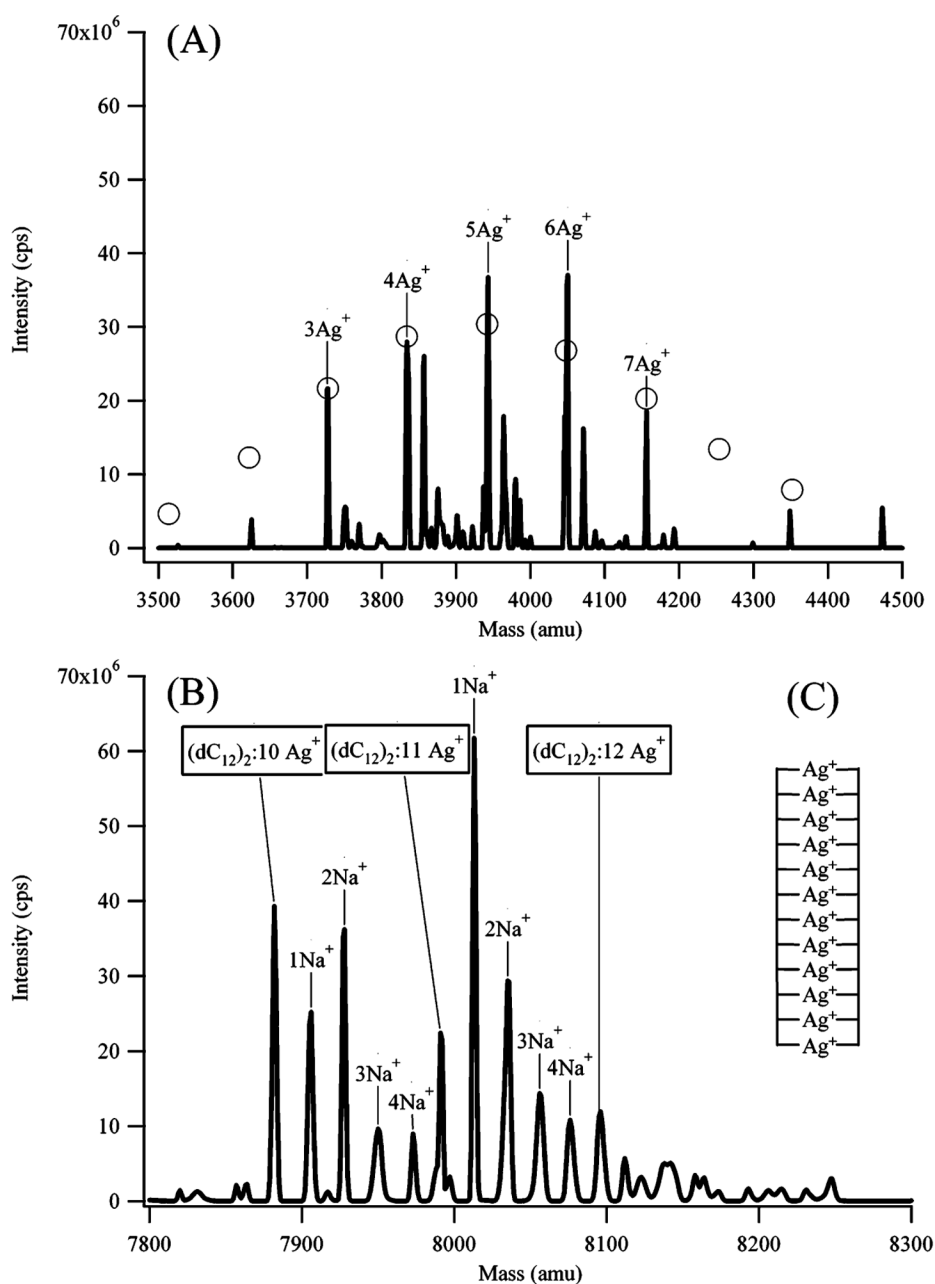 (A)
70x10⁶
60
50
40
30
20
10
0
Intensity (cps)
3Ag⁺
4Ag⁺
5Ag⁺
6Ag⁺
7Ag⁺
3500 3600 3700 3800 3900 4000 4100 4200 4300 4400 4500
Mass (amu)
(B)
70x10⁶
60
50
40
30
20
10
0
Intensity (cps)
(dC₁₂)₂:10 Ag⁺
(dC₁₂)₂:11 Ag⁺
(dC₁₂)₂:12 Ag⁺
1Na⁺
2Na⁺
3Na⁺
4Na⁺
1Na⁺
2Na⁺
3Na⁺
4Na⁺
7800 7900 8000 8100 8200 8300
Mass (amu)
(C)
Ag⁺
Ag⁺
Ag⁺
Ag⁺
Ag⁺
Ag⁺
Ag⁺
Ag⁺
Ag⁺
Ag⁺
Ag⁺
Ag⁺